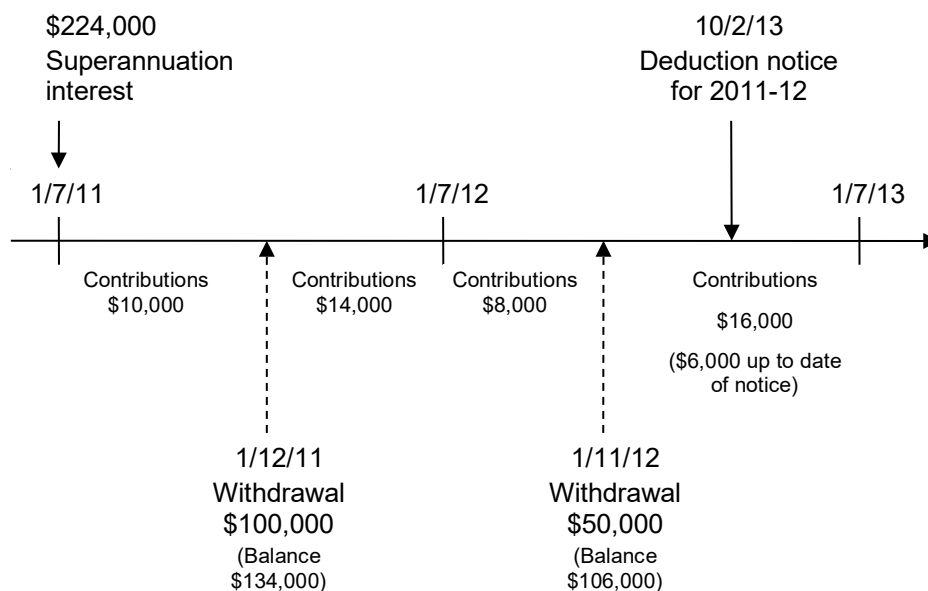 $224,000
Superannuation
interest
10/2/13
Deduction notice
for 2011-12
1/7/11
1/7/12
1/7/13
Contributions
$10,000
Contributions
$14,000
Contributions
$8,000
Contributions
$16,000
($6,000 up to date
of notice)
1/12/11
Withdrawal
$100,000
(Balance
$134,000)
1/11/12
Withdrawal
$50,000
(Balance
$106,000)